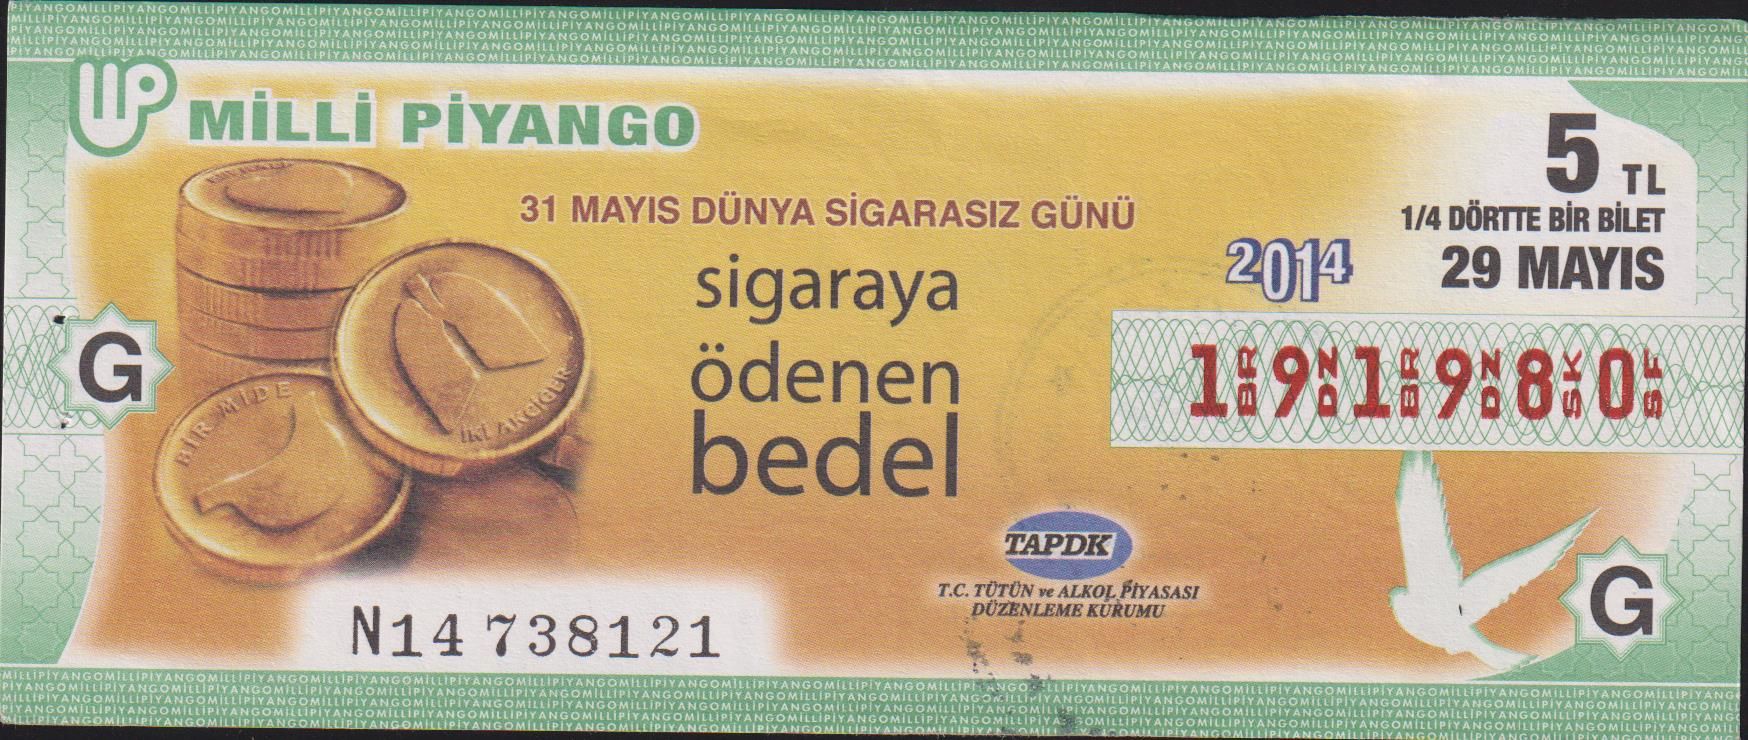 MİLLİ PİYANGO
31 MAYIS DÜNYA SİGARASIZ GÜNÜ
sigaraya
ödenen
bedel
5 TL
1/4 DÖRTTE BİR BİLET
2014 29 MAYIS
1 BR 9 DZ 1 BR 9 DZ 8 SK 0 SF
G
BİR MİDE
İKİ AKCİĞER
TAPDK
T.C. TÜTÜN ve ALKOL PİYASASI
DÜZENLEME KURUMU
G
N14 738121